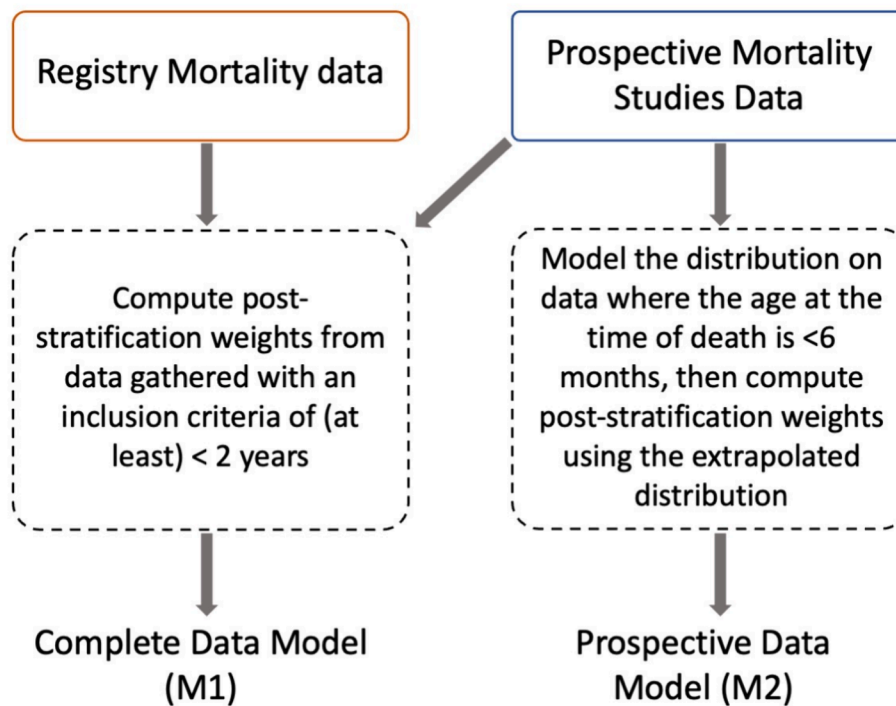 Registry Mortality data
Prospective Mortality
Studies Data
Compute post-
stratification weights from
data gathered with an
inclusion criteria of (at
least) < 2 years
Model the distribution on
data where the age at the
time of death is <6
months, then compute
post-stratification weights
using the extrapolated
distribution
Complete Data Model
(M1)
Prospective Data
Model (M2)